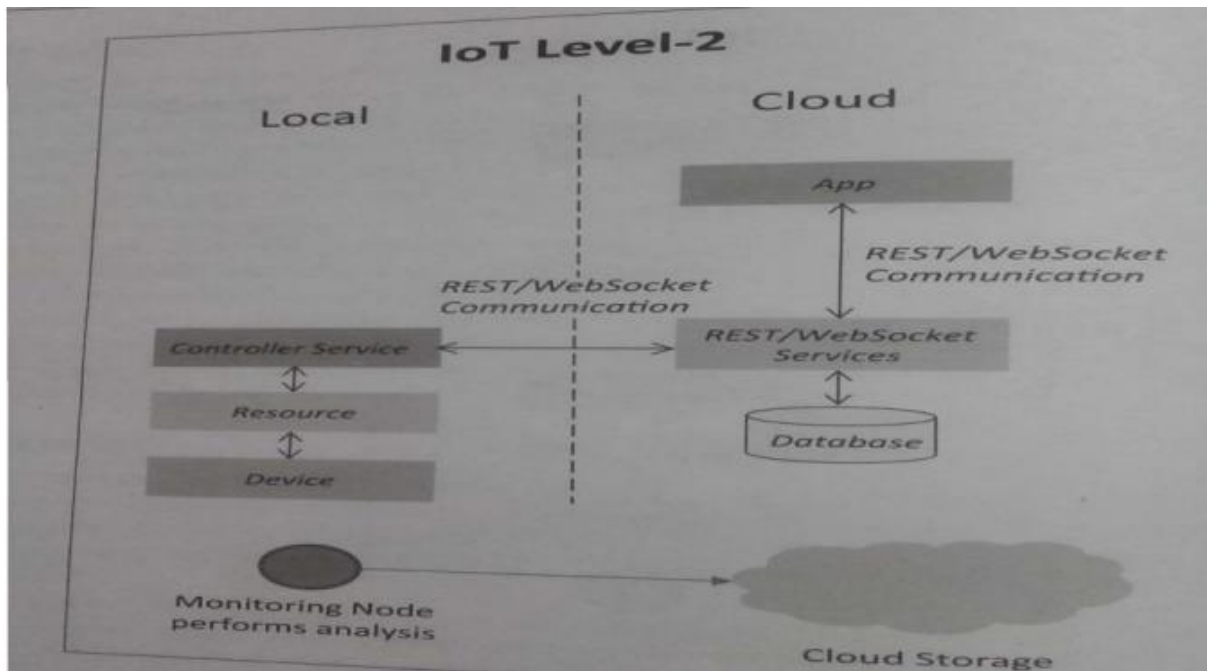 IoT Level-2
Local
Cloud
App
REST/WebSocket
Communication
REST/WebSocket
Communication
Controller Service
REST/WebSocket
Services
Resource
Database
Device
Monitoring Node
performs analysis
Cloud Storage